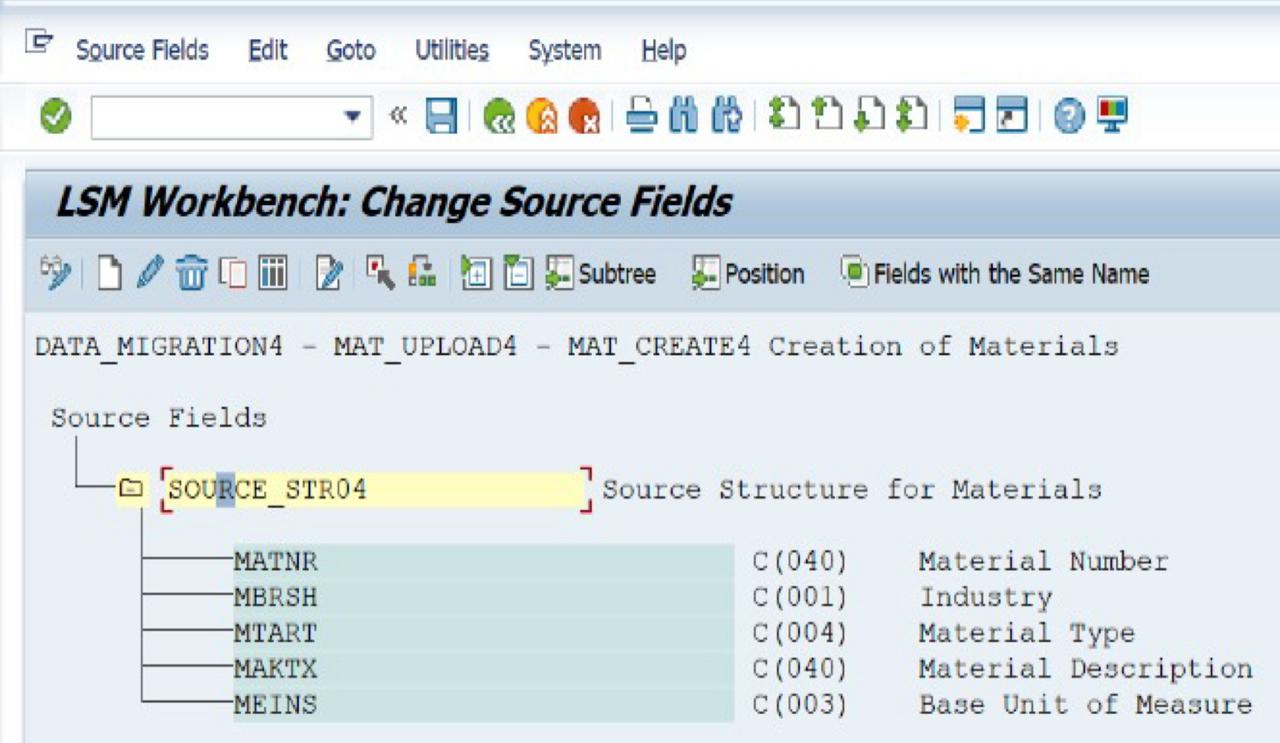 Source Fields Edit Goto Utilities System Help
«
LSM Workbench: Change Source Fields
Subtree Position Fields with the Same Name
DATA_MIGRATION4 - MAT_UPLOAD4 - MAT_CREATE4 Creation of Materials
Source Fields
SOURCE_STR04 Source Structure for Materials
MATNR C(040) Material Number
MBRSH C(001) Industry
MTART C(004) Material Type
MAKTX C(040) Material Description
MEINS C(003) Base Unit of Measure